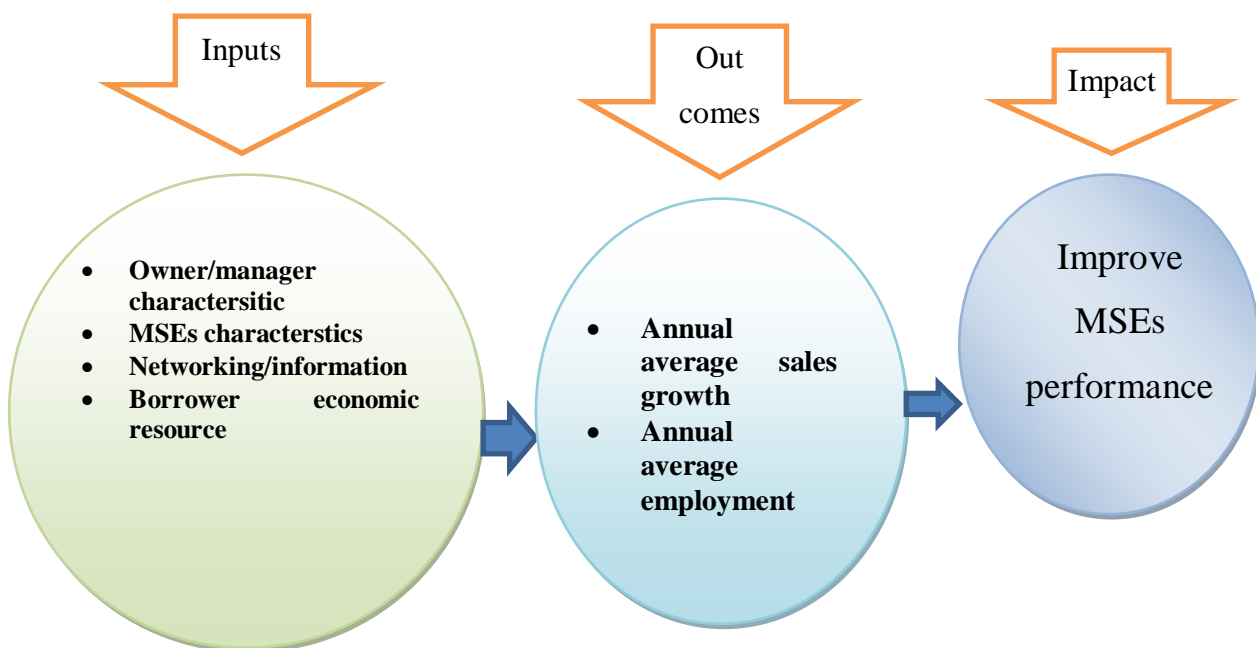 Inputs
Out
comes
Impact
• Owner/manager
charactersitic
• MSEs characterstics
• Networking/information
• Borrower economic
resource
• Annual
average sales
growth
• Annual
average
employment
Improve
MSEs
performance